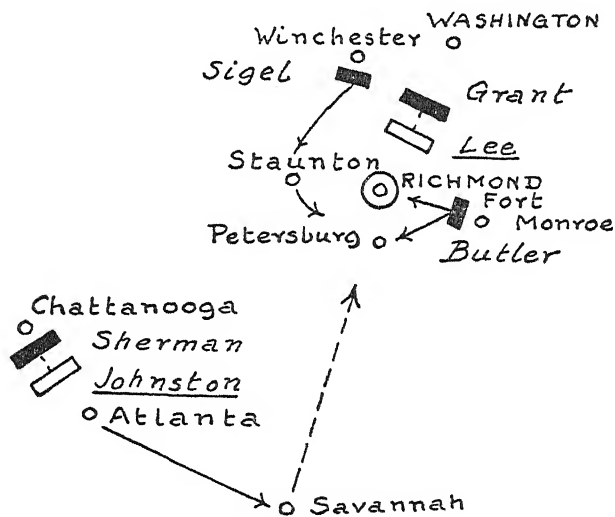 WASHINGTON
Winchester
Sigel
Grant
Lee
Staunton
RICHMOND
Fort
Monroe
Petersburg
Butler
Chattanooga
Sherman
Johnston
Atlanta
Savannah